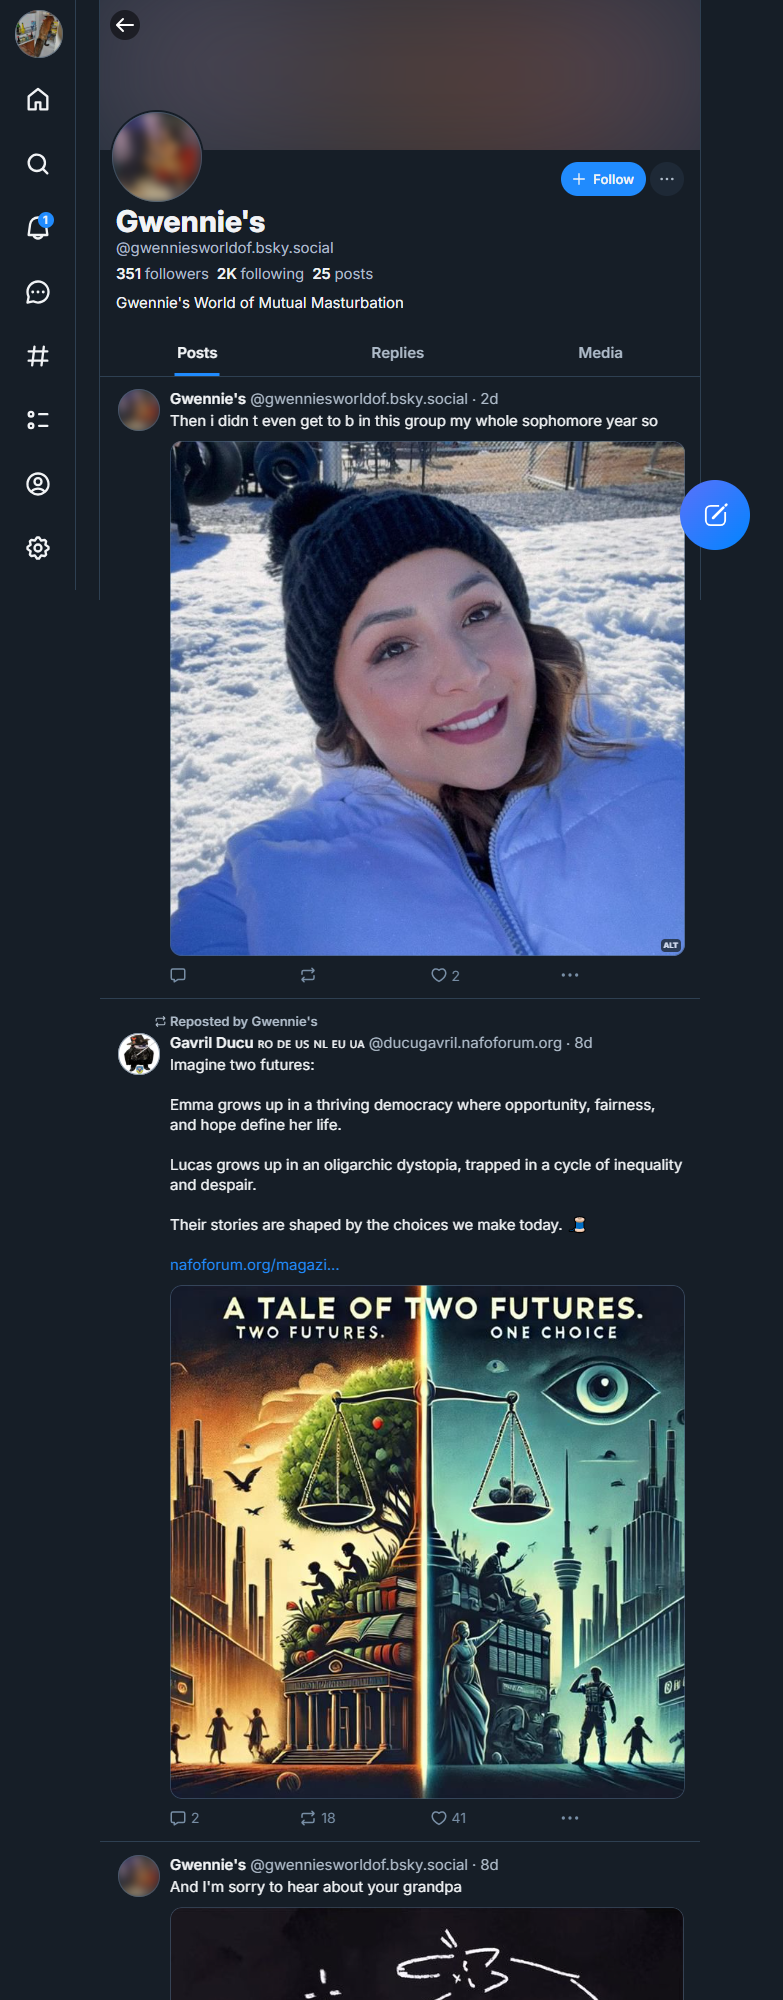 1
+ Follow
Gwennie's
@gwenniesworldof.bsky.social
351 followers 2K following 25 posts
Gwennie's World of Mutual Masturbation
Posts Replies Media
Gwennie's @gwenniesworldof.bsky.social · 2d
Then i didn t even get to b in this group my whole sophomore year so
ALT
2
Reposted by Gwennie's
Gavril Ducu RO DE US NL EU UA @ducugavril.nafoforum.org · 8d
Imagine two futures:
Emma grows up in a thriving democracy where opportunity, fairness,
and hope define her life.
Lucas grows up in an oligarchic dystopia, trapped in a cycle of inequality
and despair.
Their stories are shaped by the choices we make today. 🧵
nafoforum.org/magazi...
A TALE OF TWO FUTURES.
TWO FUTURES. ONE CHOICE
2 18 41
Gwennie's @gwenniesworldof.bsky.social · 8d
And I'm sorry to hear about your grandpa